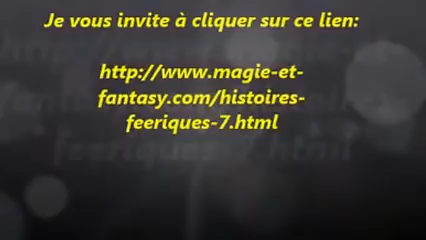 Je vous invite à cliquer sur ce lien:
http://www.magie-et-
fantasy.com/histoires-
feeriques-7.html